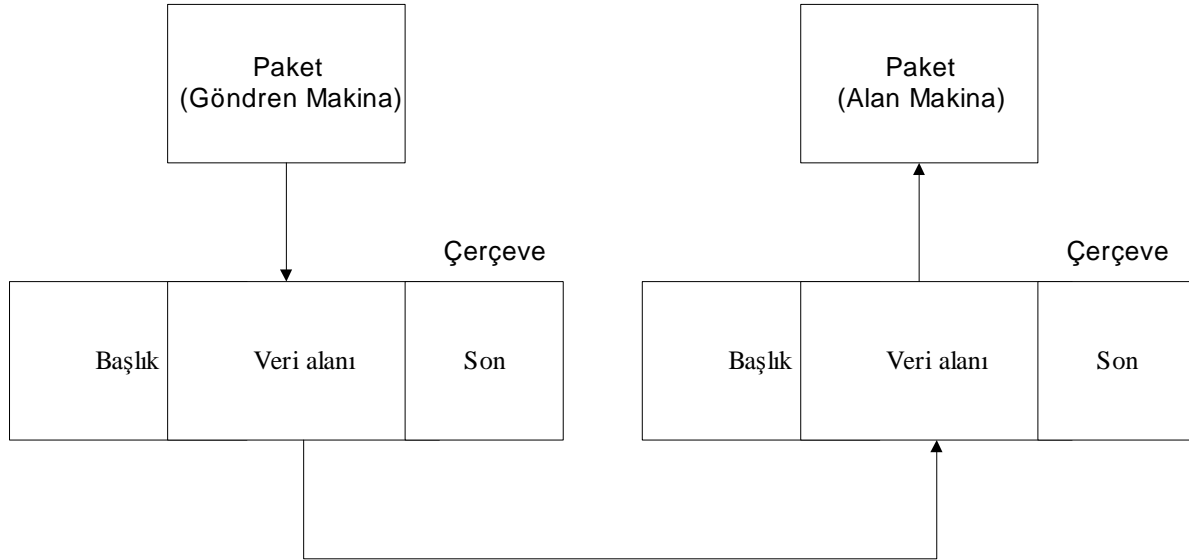 Paket
(Göndren Makina)
Paket
(Alan Makina)
Çerçeve
Çerçeve
Başlık
Veri alanı
Son
Başlık
Veri alanı
Son